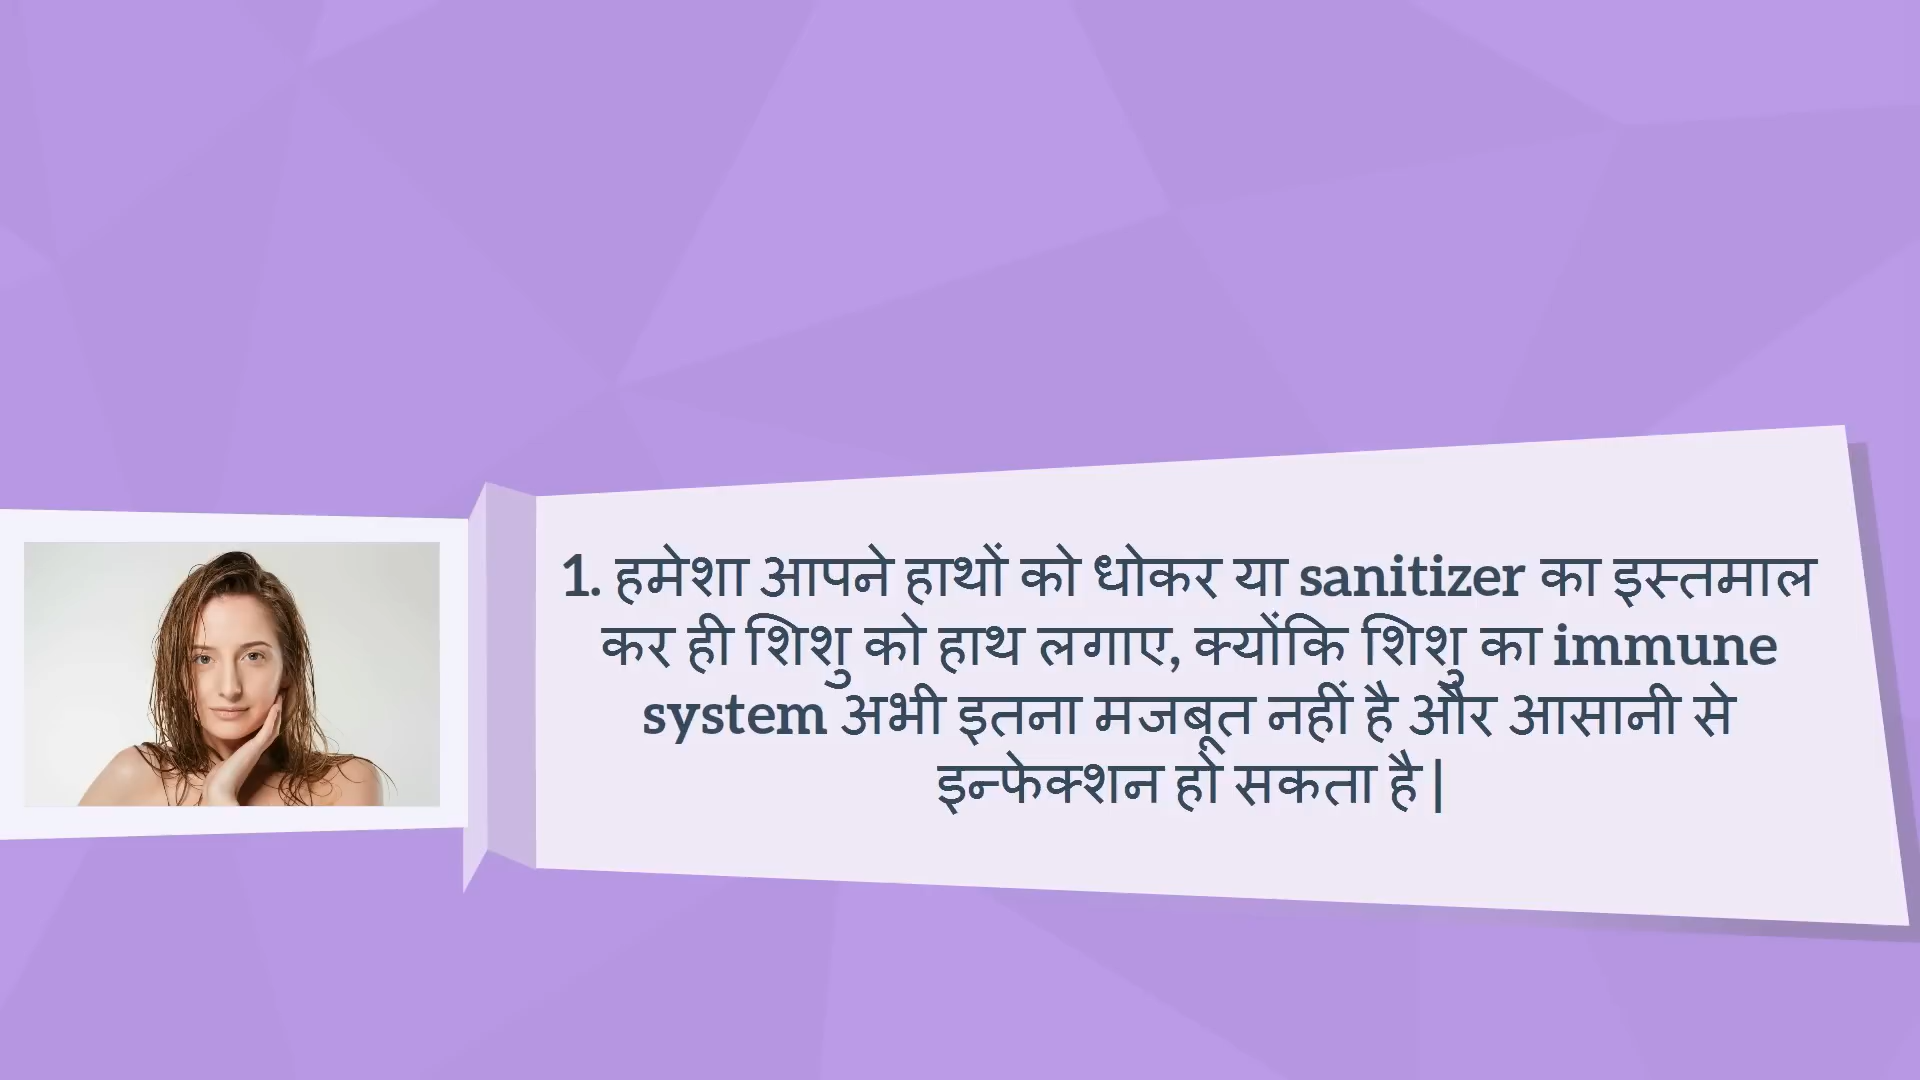 1. हमेशा आपने हाथों को धोकर या sanitizer का इस्तमाल
कर ही शिशु को हाथ लगाए, क्योंकि शिशु का immune
system अभी इतना मजबूत नहीं है और आसानी से
इन्फेक्शन हो सकता है |